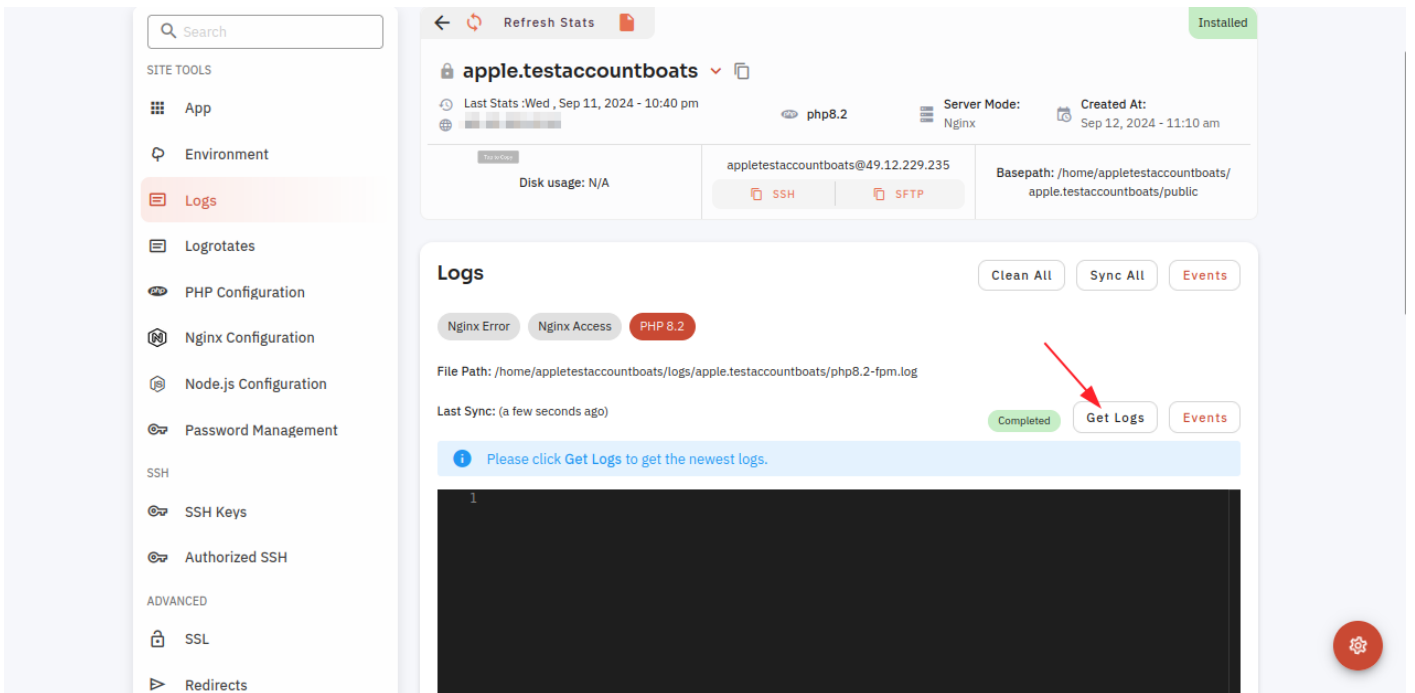 Search
Refresh Stats
Installed
SITE TOOLS
App
Environment
Logs
Logrotates
PHP Configuration
Nginx Configuration
Node.js Configuration
Password Management
SSH
SSH Keys
Authorized SSH
ADVANCED
SSL
Redirects
apple.testaccountboats
Last Stats :Wed , Sep 11, 2024 - 10:40 pm
php8.2
Server Mode:
Nginx
Created At:
Sep 12, 2024 - 11:10 am
Disk usage: N/A
appletestaccountboats@49.12.229.235
SSH
SFTP
Basepath: /home/appletestaccountboats/
apple.testaccountboats/public
Logs
Clean All
Sync All
Events
Nginx Error
Nginx Access
PHP 8.2
File Path: /home/appletestaccountboats/logs/apple.testaccountboats/php8.2-fpm.log
Last Sync: (a few seconds ago)
Completed
Get Logs
Events
Please click Get Logs to get the newest logs.
1